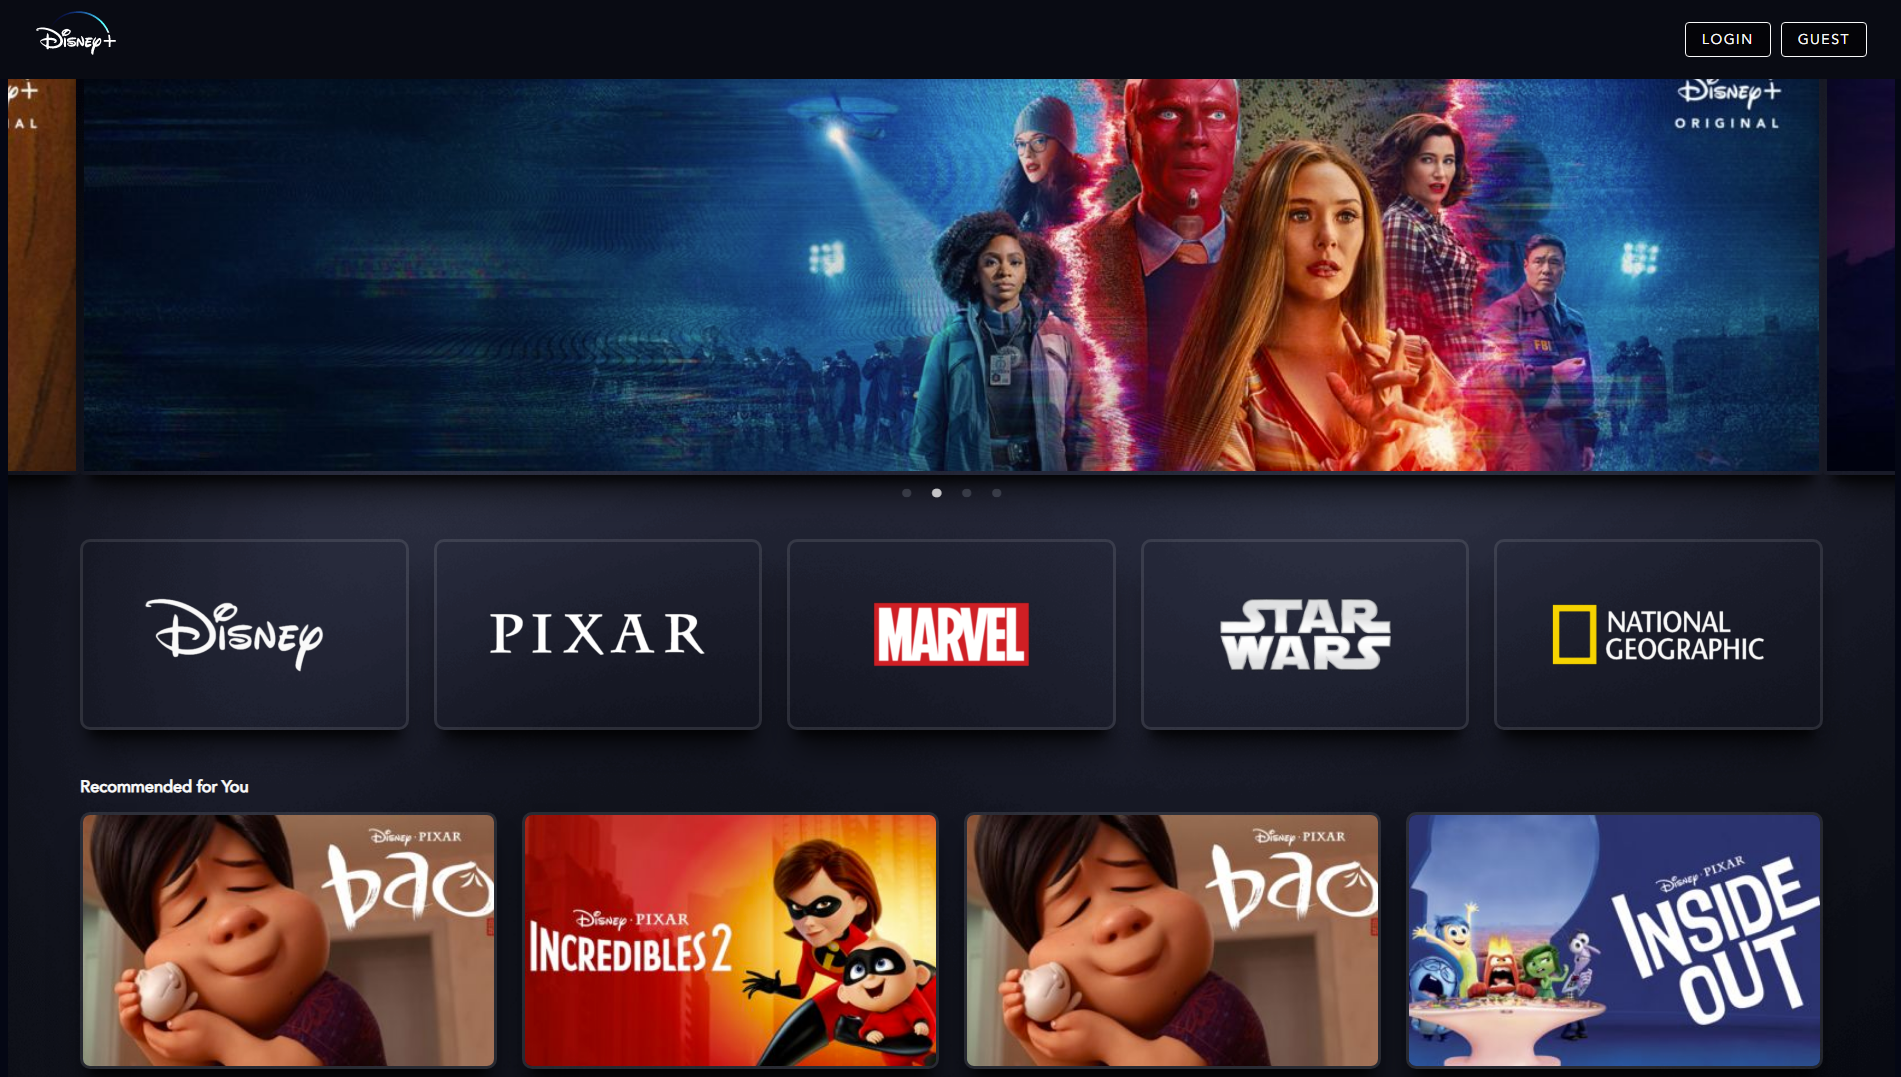 Disney+
LOGIN
GUEST
Disney+
ORIGINAL
FBI
Disney
PIXAR
MARVEL
STAR
WARS
NATIONAL
GEOGRAPHIC
Recommended for You
Disney · PIXAR
bao
Disney · PIXAR
INCREDIBLES 2
Disney · PIXAR
bao
Disney · PIXAR
INSIDE
OUT